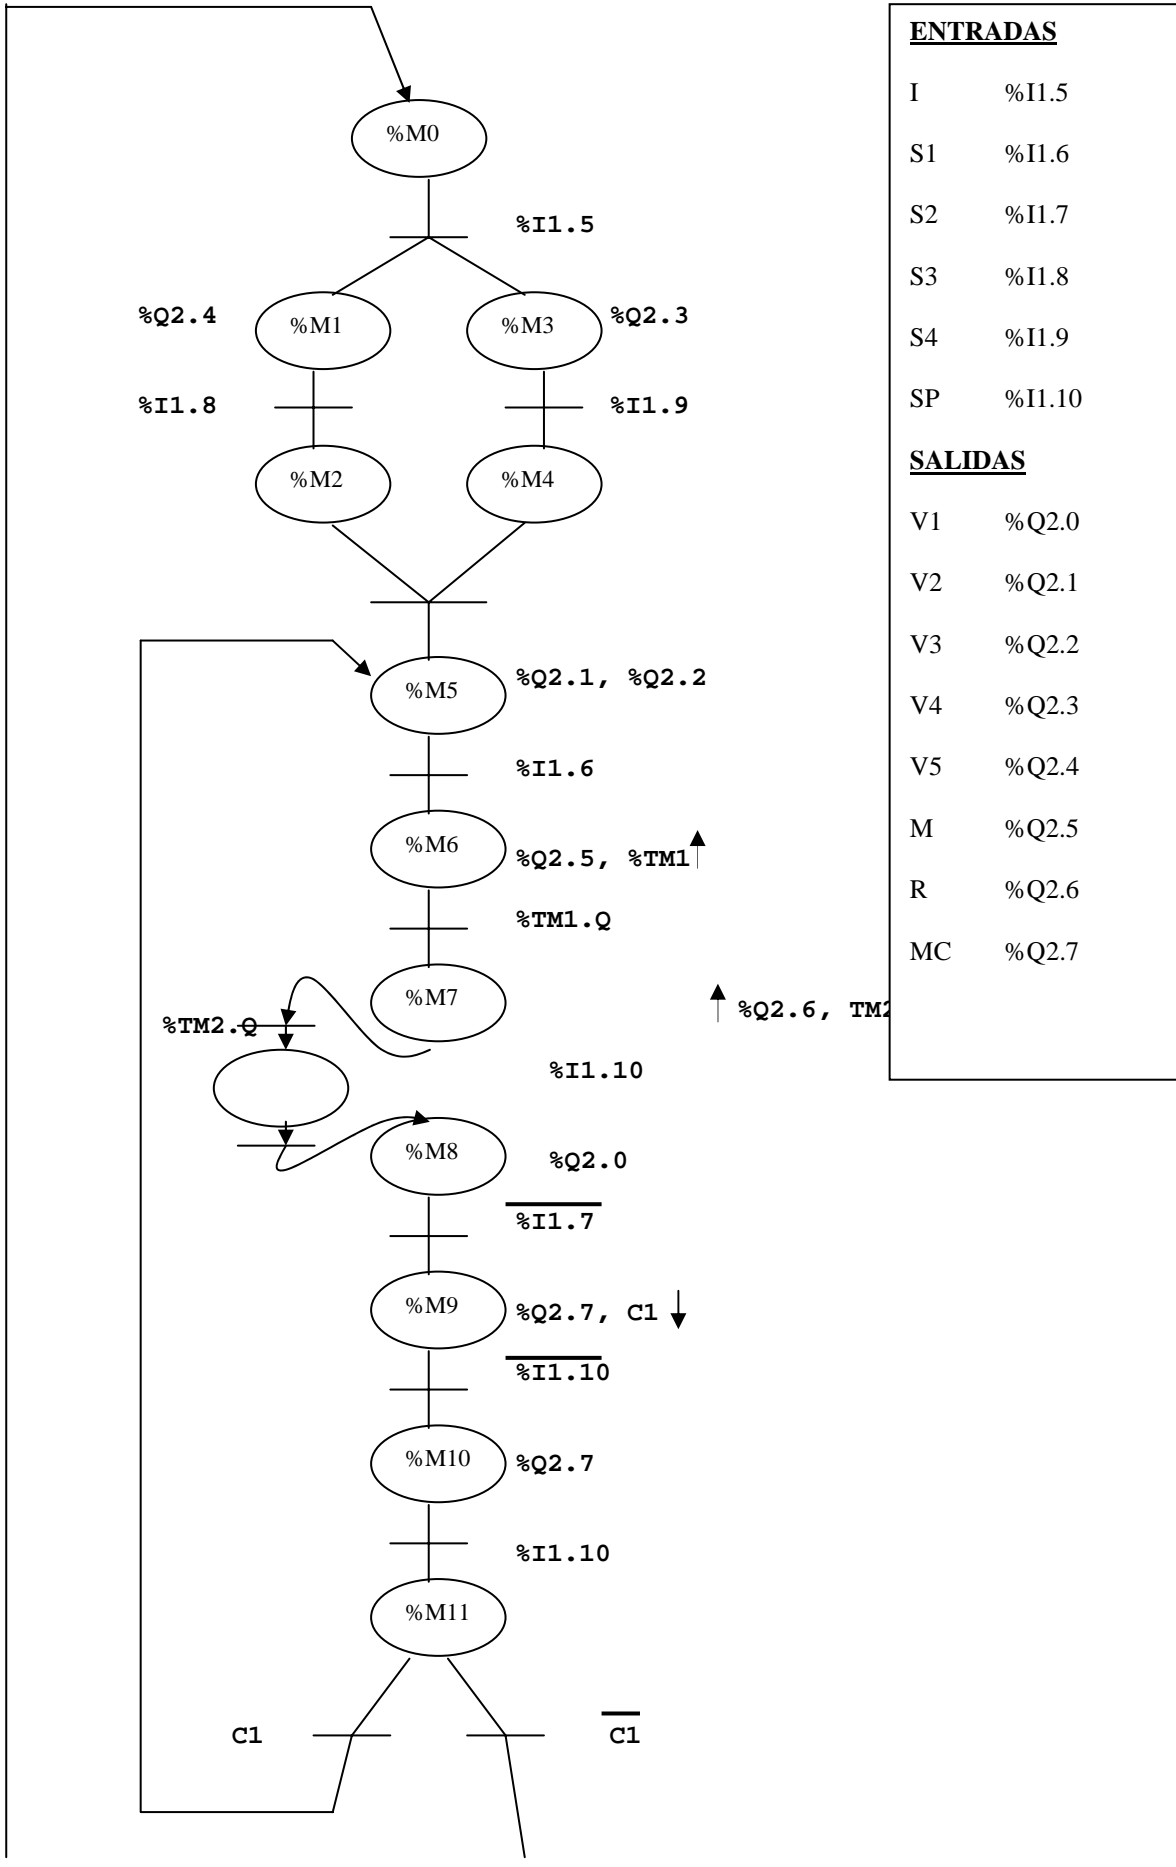 %M0
%I1.5
%Q2.4
%M1
%M3
%Q2.3
%I1.8
%I1.9
%M2
%M4
%M5
%Q2.1, %Q2.2
%I1.6
%M6
%Q2.5, %TM1
%TM1.Q
%M7
%Q2.6, TM2
%TM2.Q
%I1.10
%M8
%Q2.0
%I1.7
%M9
%Q2.7, C1
%I1.10
%M10
%Q2.7
%I1.10
%M11
C1
C1
ENTRADAS
I %I1.5
S1 %I1.6
S2 %I1.7
S3 %I1.8
S4 %I1.9
SP %I1.10
SALIDAS
V1 %Q2.0
V2 %Q2.1
V3 %Q2.2
V4 %Q2.3
V5 %Q2.4
M %Q2.5
R %Q2.6
MC %Q2.7